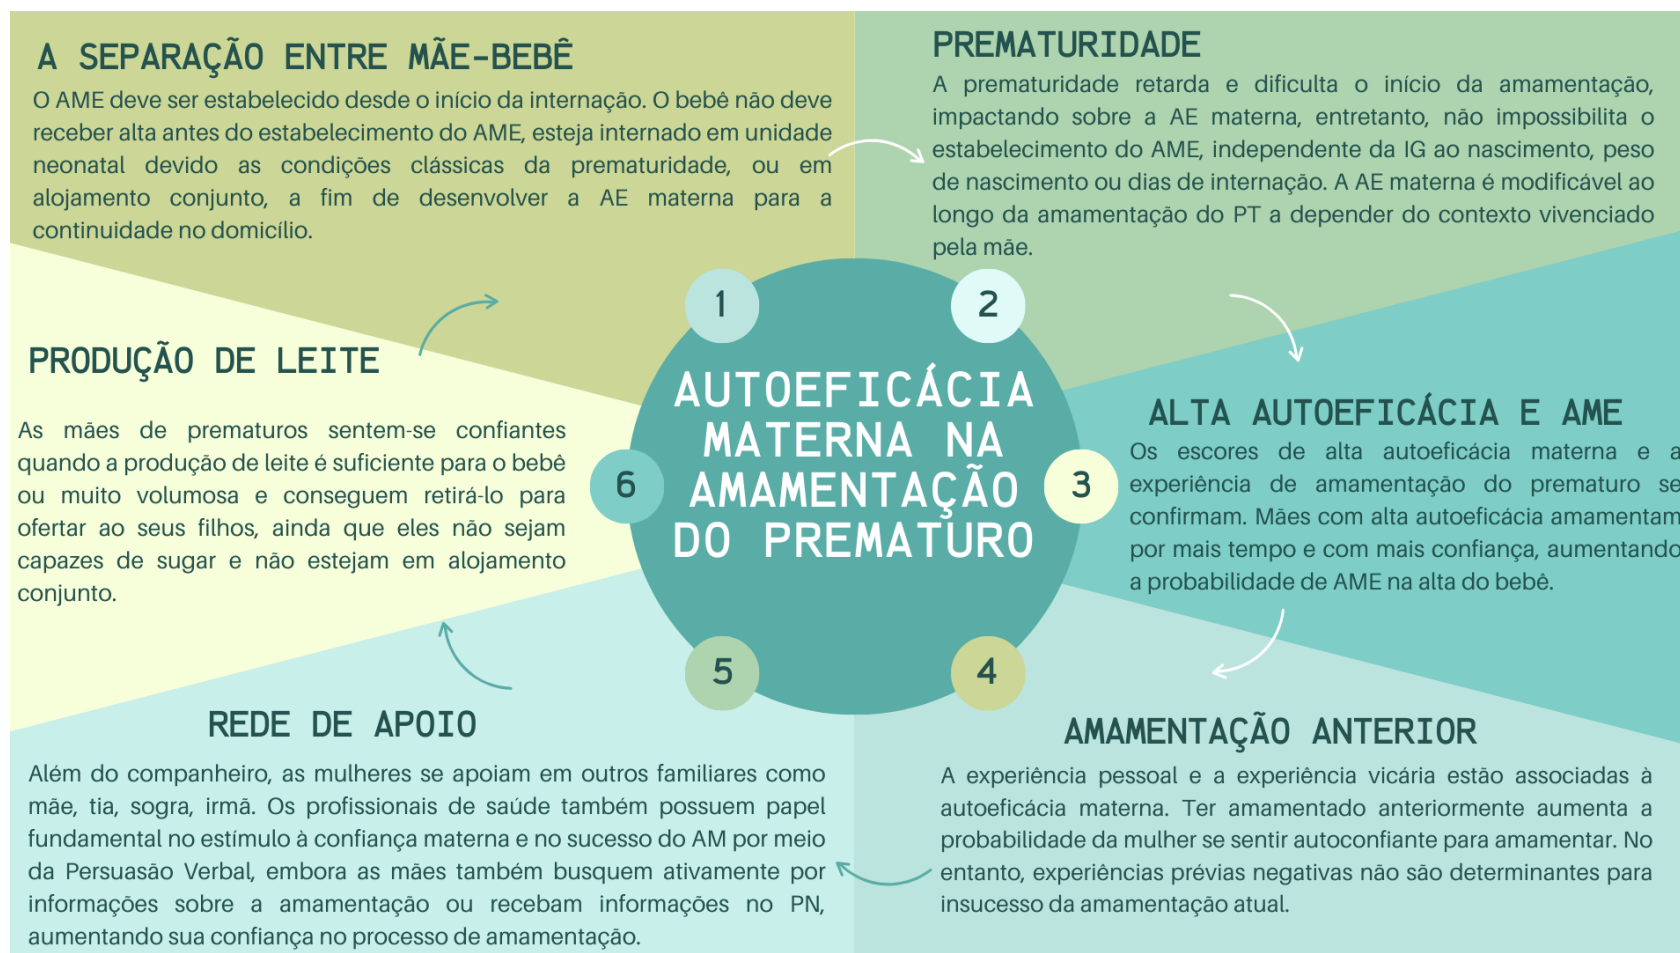 A SEPARAÇÃO ENTRE MÃE-BEBÊ
O AME deve ser estabelecido desde o início da internação. O bebê não deve
receber alta antes do estabelecimento do AME, esteja internado em unidade
neonatal devido as condições clássicas da prematuridade, ou em
alojamento conjunto, a fim de desenvolver a AE materna para a
continuidade no domicílio.
PREMATURIDADE
A prematuridade retarda e dificulta o início da amamentação,
impactando sobre a AE materna, entretanto, não impossibilita o
estabelecimento do AME, independente da IG ao nascimento, peso
de nascimento ou dias de internação. A AE materna é modificável ao
longo da amamentação do PT a depender do contexto vivenciado
pela mãe.
1
2
AUTOEFICÁCIA
MATERNA NA
AMAMENTAÇÃO
DO PREMATURO
3
ALTA AUTOEFICÁCIA E AME
Os escores de alta autoeficácia materna e a
experiência de amamentação do prematuro se
confirmam. Mães com alta autoeficácia amamentam
por mais tempo e com mais confiança, aumentando
a probabilidade de AME na alta do bebê.
4
AMAMENTAÇÃO ANTERIOR
A experiência pessoal e a experiência vicária estão associadas à
autoeficácia materna. Ter amamentado anteriormente aumenta a
probabilidade da mulher se sentir autoconfiante para amamentar. No
entanto, experiências prévias negativas não são determinantes para
insucesso da amamentação atual.
5
REDE DE APOIO
Além do companheiro, as mulheres se apoiam em outros familiares como
mãe, tia, sogra, irmã. Os profissionais de saúde também possuem papel
fundamental no estímulo à confiança materna e no sucesso do AM por meio
da Persuasão Verbal, embora as mães também busquem ativamente por
informações sobre a amamentação ou recebam informações no PN,
aumentando sua confiança no processo de amamentação.
6
PRODUÇÃO DE LEITE
As mães de prematuros sentem-se confiantes
quando a produção de leite é suficiente para o bebê
ou muito volumosa e conseguem retirá-lo para
ofertar ao seus filhos, ainda que eles não sejam
capazes de sugar e não estejam em alojamento
conjunto.